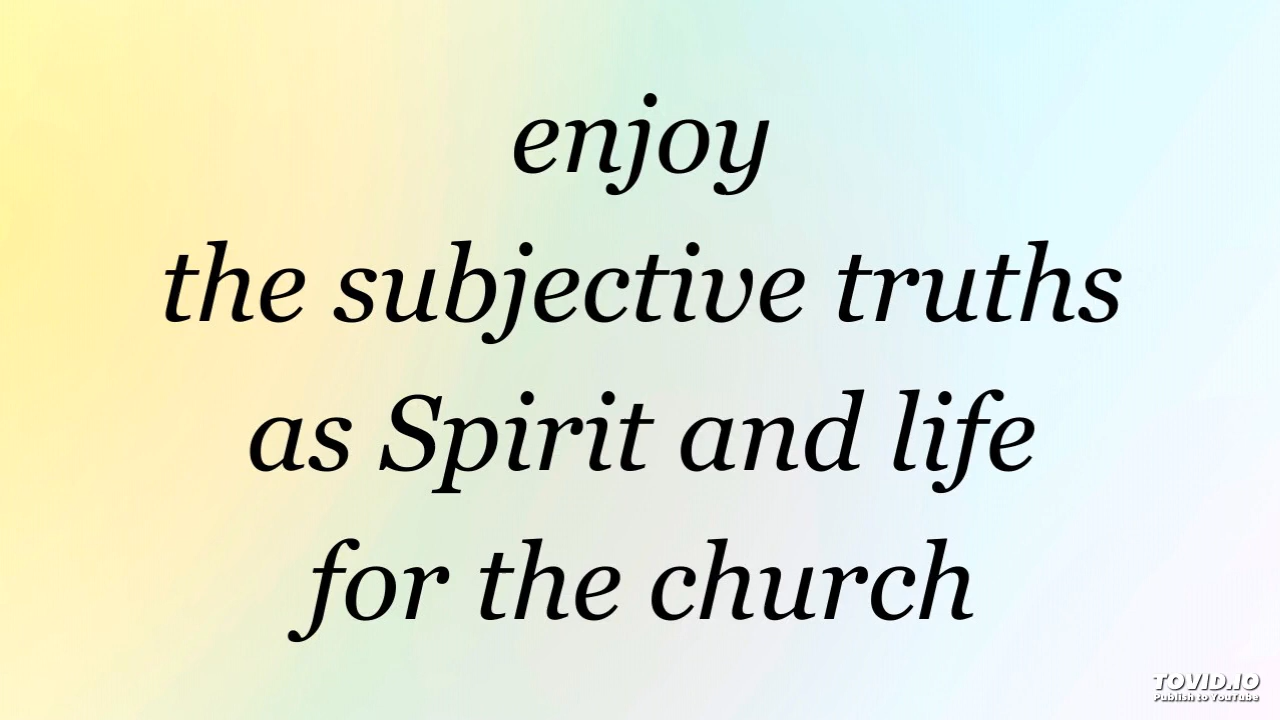 enjoy
the subjective truths
as Spirit and life
for the church
TOVID.IO
Publish to YouTube